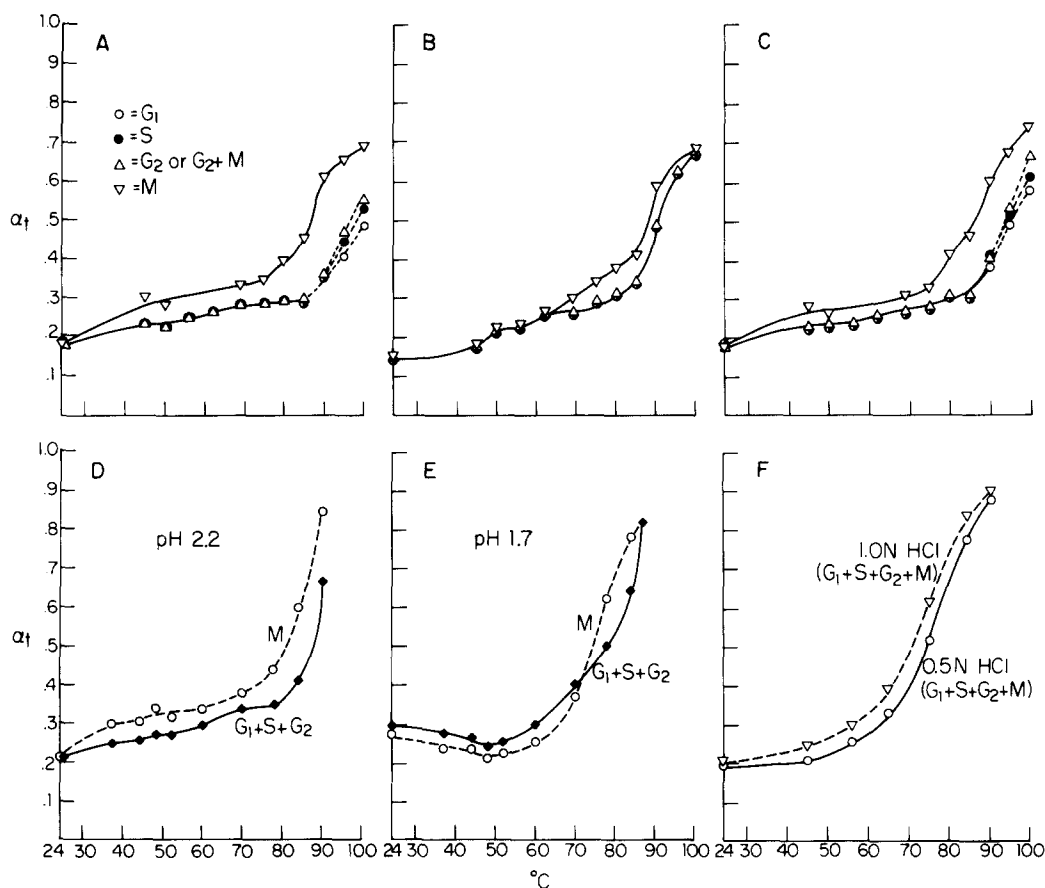 A
B
C
1.0
.9
.8
.7
.6
.5
.4
.3
.2
.1
αt
○ = G1
● = S
△ = G2 or G2 + M
▽ = M
D
E
F
pH 2.2
pH 1.7
1.0
.9
.8
.7
.6
.5
.4
.3
.2
.1
αt
M
G1+S+G2
M
G1+S+G2
1.0N HCl
(G1+S+G2+M)
0.5N HCl
(G1+S+G2+M)
24 30 40 50 60 70 80 90 100
24 30 40 50 60 70 80 90 100
24 30 40 50 60 70 80 90 100
°C